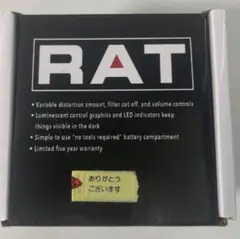 RAT
• Variable distortion amount, filter cut-off, and volume controls
• Luminescent control graphics and LED indicators keep
things visible in the dark
• Simple-to-use "no tools required" battery compartment
• Limited five year warranty
ありがとう
ございます